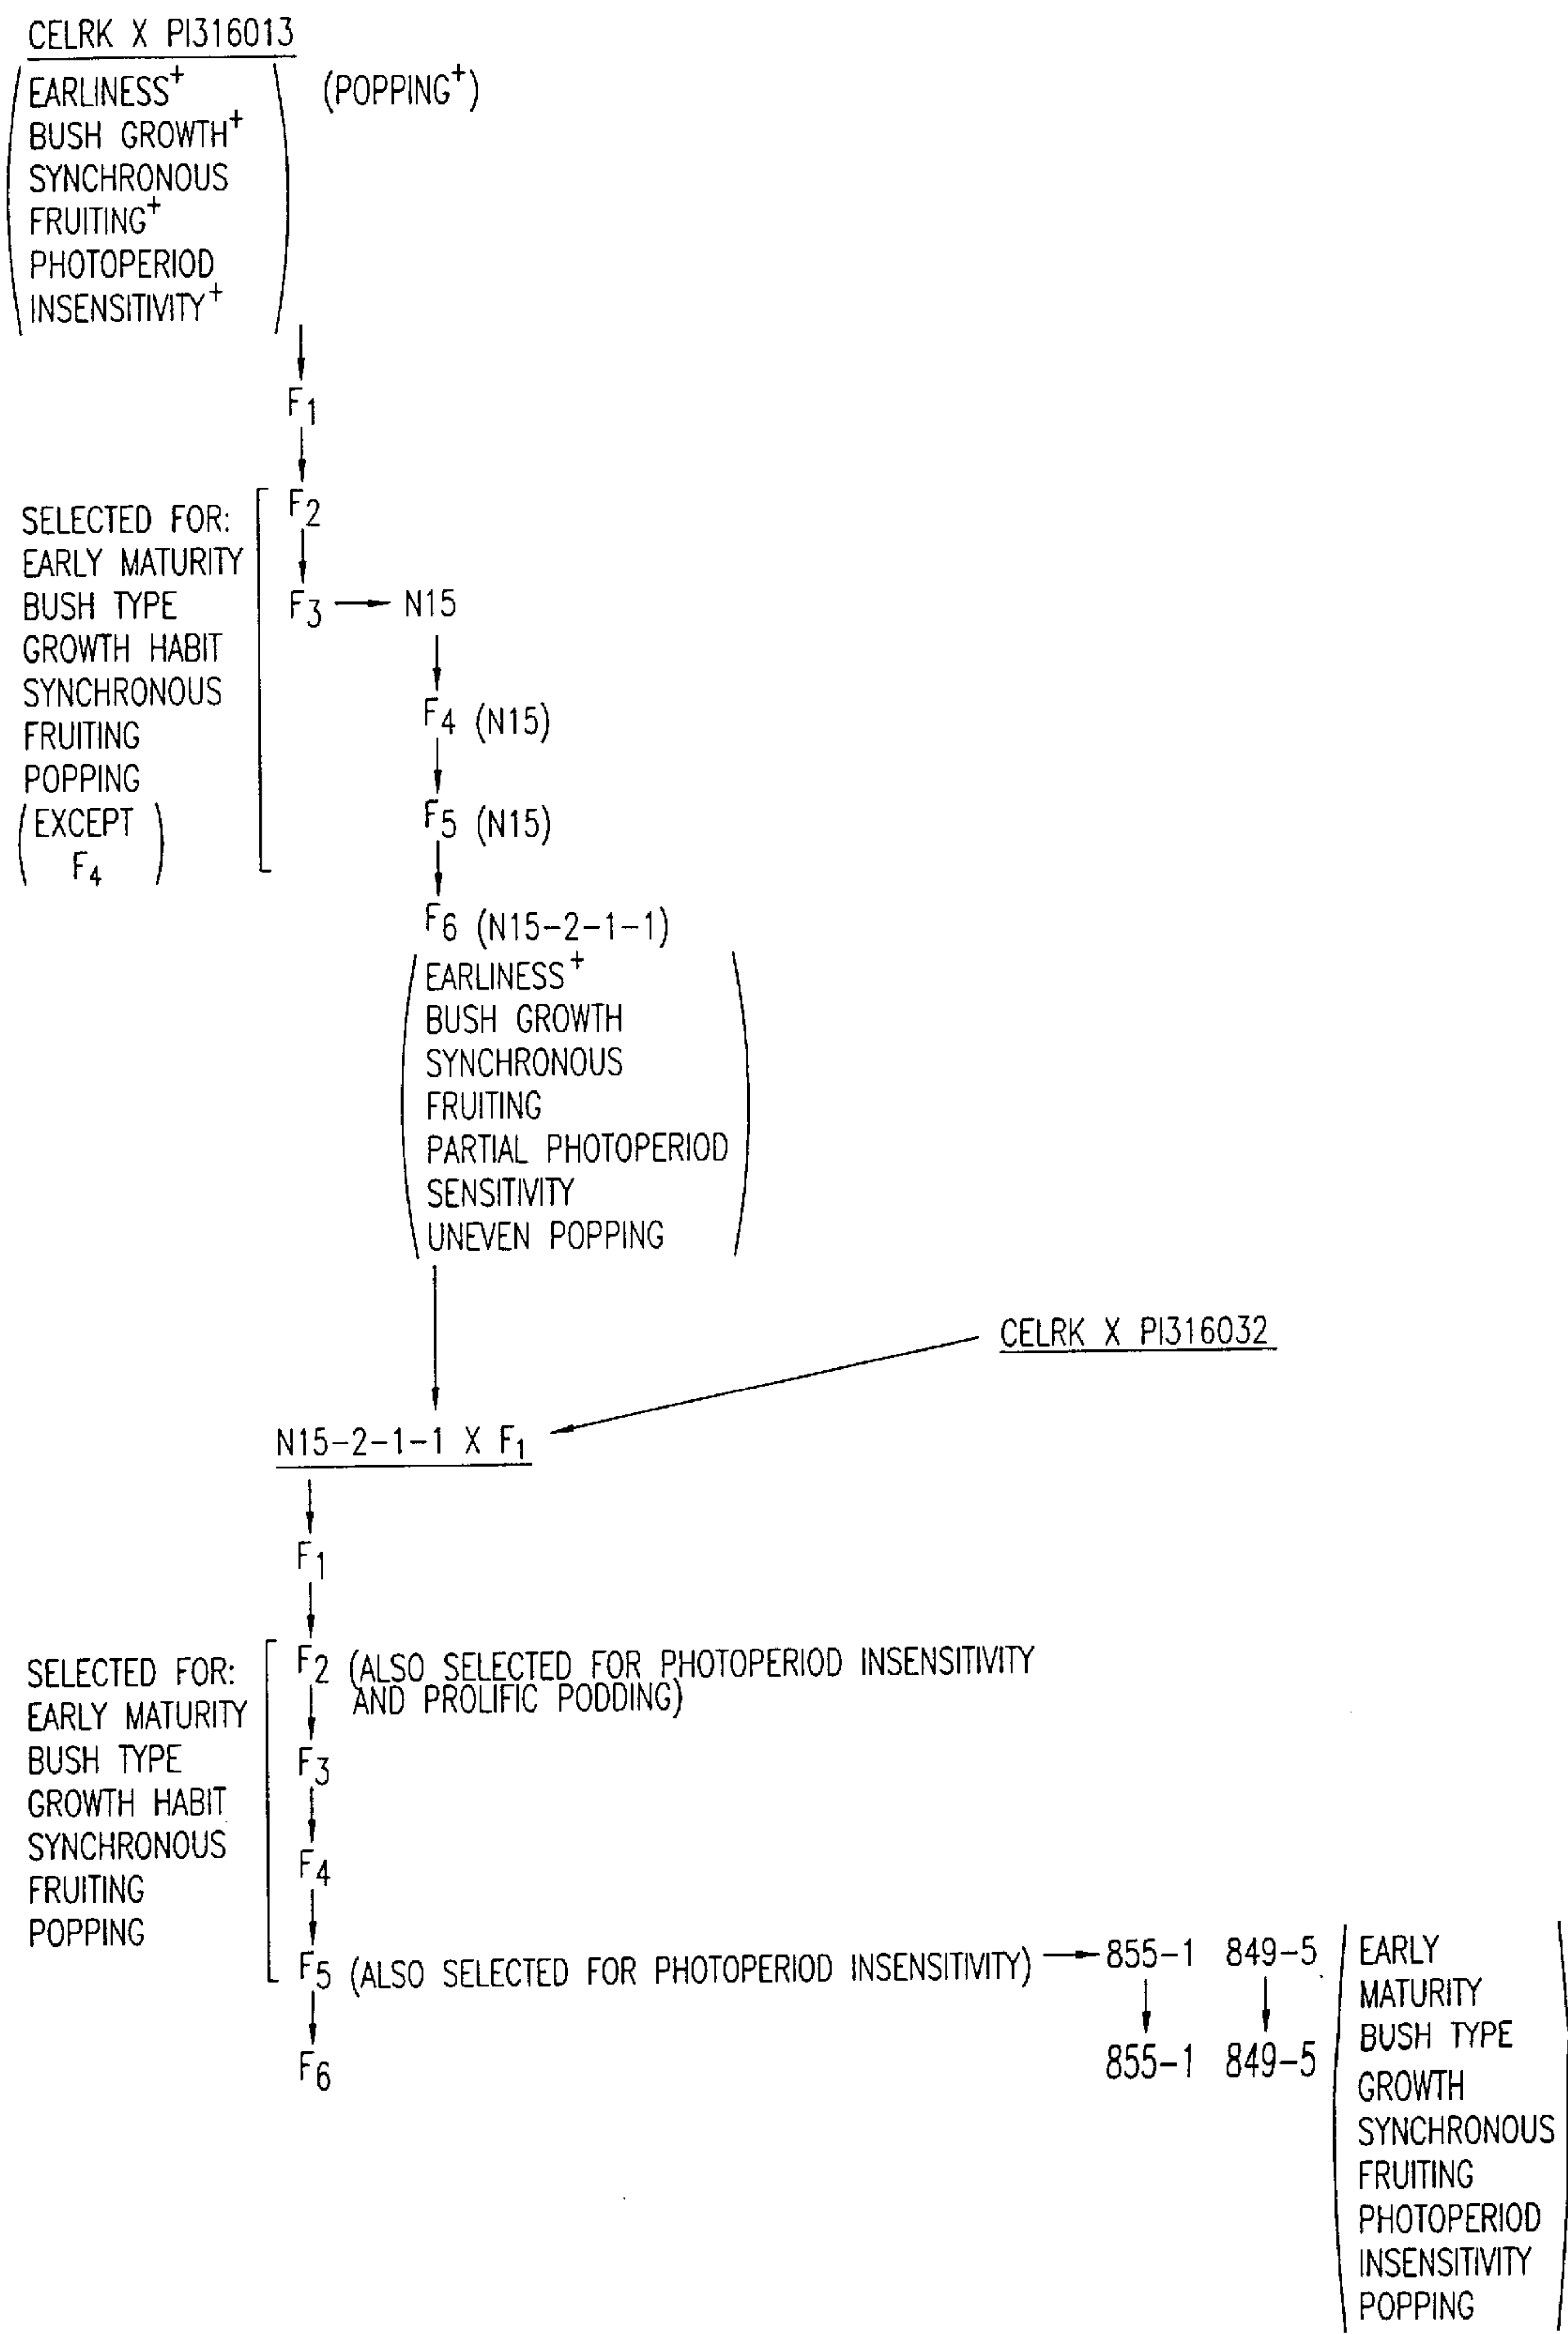 CELRK X PI316013
EARLINESS+
(POPPING+)
BUSH GROWTH+
SYNCHRONOUS
FRUITING+
PHOTOPERIOD
INSENSITIVITY+
F1
F2
SELECTED FOR:
EARLY MATURITY
BUSH TYPE
GROWTH HABIT
SYNCHRONOUS
FRUITING
POPPING
(EXCEPT
F4)
F3 → N15
F4 (N15)
F5 (N15)
F6 (N15-2-1-1)
EARLINESS+
BUSH GROWTH
SYNCHRONOUS
FRUITING
PARTIAL PHOTOPERIOD
SENSITIVITY
UNEVEN POPPING
CELRK X PI316032
N15-2-1-1 X F1
F1
SELECTED FOR:
EARLY MATURITY
BUSH TYPE
GROWTH HABIT
SYNCHRONOUS
FRUITING
POPPING
F2 (ALSO SELECTED FOR PHOTOPERIOD INSENSITIVITY
AND PROLIFIC PODDING)
F3
F4
F5 (ALSO SELECTED FOR PHOTOPERIOD INSENSITIVITY) → 855-1 849-5
F6
855-1 849-5
EARLY
MATURITY
BUSH TYPE
GROWTH
SYNCHRONOUS
FRUITING
PHOTOPERIOD
INSENSITIVITY
POPPING